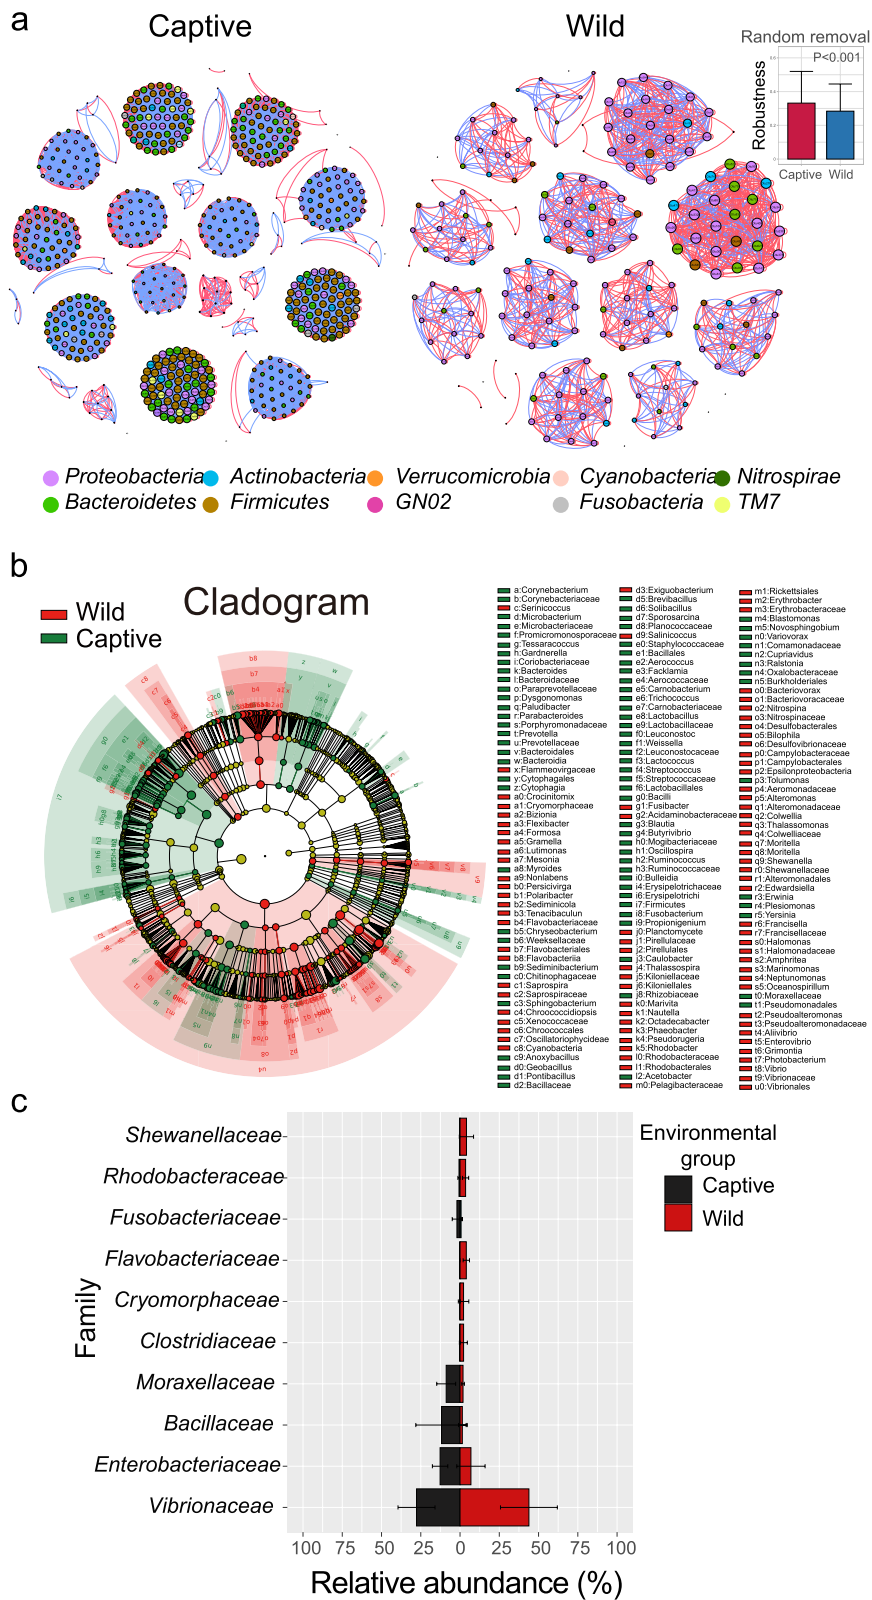 a
Captive
Wild
Random removal
P<0.001
Robustness
Captive Wild
Proteobacteria Actinobacteria Verrucomicrobia Cyanobacteria Nitrospirae
Bacteroidetes Firmicutes GN02 Fusobacteria TM7
b
Cladogram
Wild
Captive
a:Corynebacterium
b:Corynebacteriaceae
c:Serinicoccus
d:Microbacterium
e:Microbacteriaceae
f:Promicromonosporaceae
g:Tessaracoccus
h:Gardnerella
i:Coriobacteriaceae
k:Bacteroides
l:Bacteroidaceae
o:Paraprevotellaceae
p:Dysgonomonas
q:Paludibacter
r:Parabacteroides
s:Porphyromonadaceae
t:Prevotella
u:Prevotellaceae
v:Bacteroidales
w:Bacteroidia
x:Flammeovirgaceae
y:Cytophagales
z:Cytophagia
a0:Crocinitomix
a1:Cryomorphaceae
a2:Bizionia
a3:Flexibacter
a4:Formosa
a5:Gramella
a6:Lutimonas
a7:Mesonia
a8:Myroides
a9:Nonlabens
b0:Persicivirga
b1:Polaribacter
b2:Sediminicola
b3:Tenacibaculun
b4:Flavobacteriaceae
b5:Chryseobacterium
b6:Weeksellaceae
b7:Flavobacteriales
b8:Flavobacteriia
b9:Sediminibacterium
c0:Chitinophagaceae
c1:Saprospira
c2:Saprospiraceae
c3:Sphingobacterium
c4:Chroococcidiopsis
c5:Xenococcaceae
c6:Chroococcales
c7:Oscillatoriophycideae
c8:Cyanobacteria
c9:Anoxybacillus
d0:Geobacillus
d1:Pontibacillus
d2:Bacillaceae
d3:Exiguobacterium
d5:Brevibacillus
d6:Solibacillus
d7:Sporosarcina
d8:Planococcaceae
d9:Salinicoccus
e0:Staphylococcaceae
e1:Bacillales
e2:Aerococcus
e3:Facklamia
e4:Aerococcaceae
e5:Carnobacterium
e6:Trichococcus
e7:Carnobacteriaceae
e8:Lactobacillus
e9:Lactobacillaceae
f0:Leuconostoc
f1:Weissella
f2:Leuconostocaceae
f3:Lactococcus
f4:Streptococcus
f5:Streptococcaceae
f6:Lactobacillales
g0:Bacilli
g1:Fusibacter
g2:Acidaminobacteraceae
g3:Blautia
g4:Butyrivibrio
h0:Mogibacteriaceae
h1:Oscillospira
h2:Ruminococcus
h3:Ruminococcaceae
i0:Bulleidia
i4:Erysipelotrichaceae
i6:Erysipelotrichi
i7:Firmicutes
i8:Fusobacterium
i9:Propionigenium
j0:Planctomycete
j1:Pirellulaceae
j2:Pirellulales
j3:Caulobacter
j4:Thalassospira
j5:Kiloniellaceae
j6:Kiloniellales
j8:Rhizobiaceae
k0:Marivita
k1:Nautella
k2:Octadecabacter
k3:Phaeobacter
k4:Pseudorugeria
k5:Rhodobacter
l0:Rhodobacteraceae
l1:Rhodobacterales
l2:Acetobacter
m0:Pelagibacteraceae
m1:Rickettsiales
m2:Erythrobacter
m3:Erythrobacteraceae
m4:Blastomonas
m5:Novosphingobium
n0:Variovorax
n1:Comamonadaceae
n2:Cupriavidus
n3:Ralstonia
n4:Oxalobacteraceae
n5:Burkholderiales
o0:Bacteriovorax
o1:Bacteriovoracaceae
o2:Nitrospina
o3:Nitrospinaceae
o4:Desulfobacterales
o5:Bilophila
o6:Desulfovibrionaceae
p0:Campylobacteraceae
p1:Campylobacterales
p2:Epsilonproteobacteria
p3:Tolumonas
p4:Aeromonadaceae
p5:Alteromonas
q1:Alteromonadaceae
q2:Colwellia
q3:Thalassomonas
q4:Colwelliaceae
q7:Moritella
q8:Moritella
q9:Shewanella
r0:Shewanellaceae
r1:Alteromonadales
r2:Edwardsiella
r3:Erwinia
r4:Plesiomonas
r5:Yersinia
r6:Francisella
r7:Francisellaceae
s0:Halomonas
s1:Halomonadaceae
s2:Amphritea
s3:Marinomonas
s4:Neptunomonas
s5:Oceanospirillum
t0:Moraxellaceae
t1:Pseudomonadales
t2:Pseudoalteromonas
t3:Pseudoalteromonadaceae
t4:Aliivibrio
t5:Enterovibrio
t6:Grimontia
t7:Photobacterium
t8:Vibrio
t9:Vibrionaceae
u0:Vibrionales
c
Family
Shewanellaceae
Rhodobacteraceae
Fusobacteriaceae
Flavobacteriaceae
Cryomorphaceae
Clostridiaceae
Moraxellaceae
Bacillaceae
Enterobacteriaceae
Vibrionaceae
100 75 50 25 0 25 50 75 100
Relative abundance (%)
Environmental
group
Captive
Wild